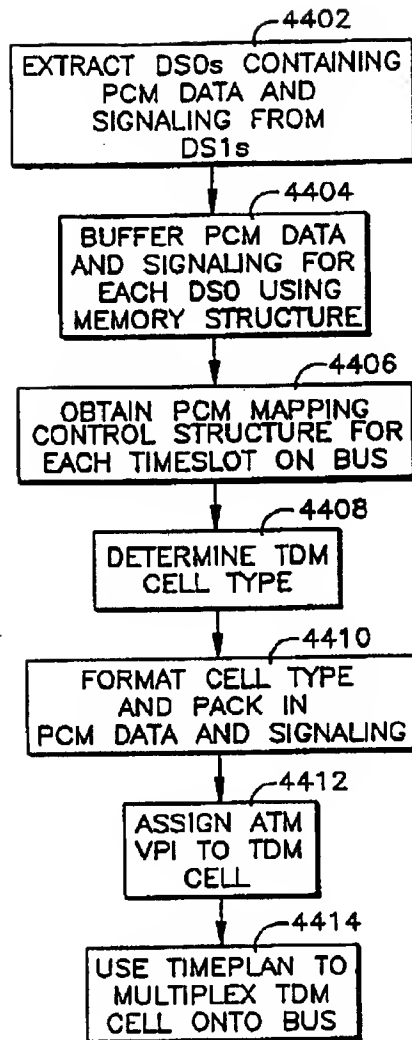 4402
EXTRACT DS0s CONTAINING
PCM DATA AND
SIGNALING FROM
DS1s
4404
BUFFER PCM DATA
AND SIGNALING FOR
EACH DS0 USING
MEMORY STRUCTURE
4406
OBTAIN PCM MAPPING
CONTROL STRUCTURE FOR
EACH TIMESLOT ON BUS
4408
DETERMINE TDM
CELL TYPE
4410
FORMAT CELL TYPE
AND PACK IN
PCM DATA AND SIGNALING
4412
ASSIGN ATM
VPI TO TDM
CELL
4414
USE TIMEPLAN TO
MULTIPLEX TDM
CELL ONTO BUS